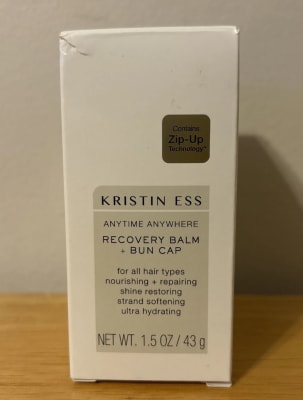 Contains
Zip-Up
Technology™
KRISTIN ESS
ANYTIME ANYWHERE
RECOVERY BALM
+ BUN CAP
for all hair types
nourishing + repairing
shine restoring
strand softening
ultra hydrating
NET WT. 1.5 OZ / 43 g